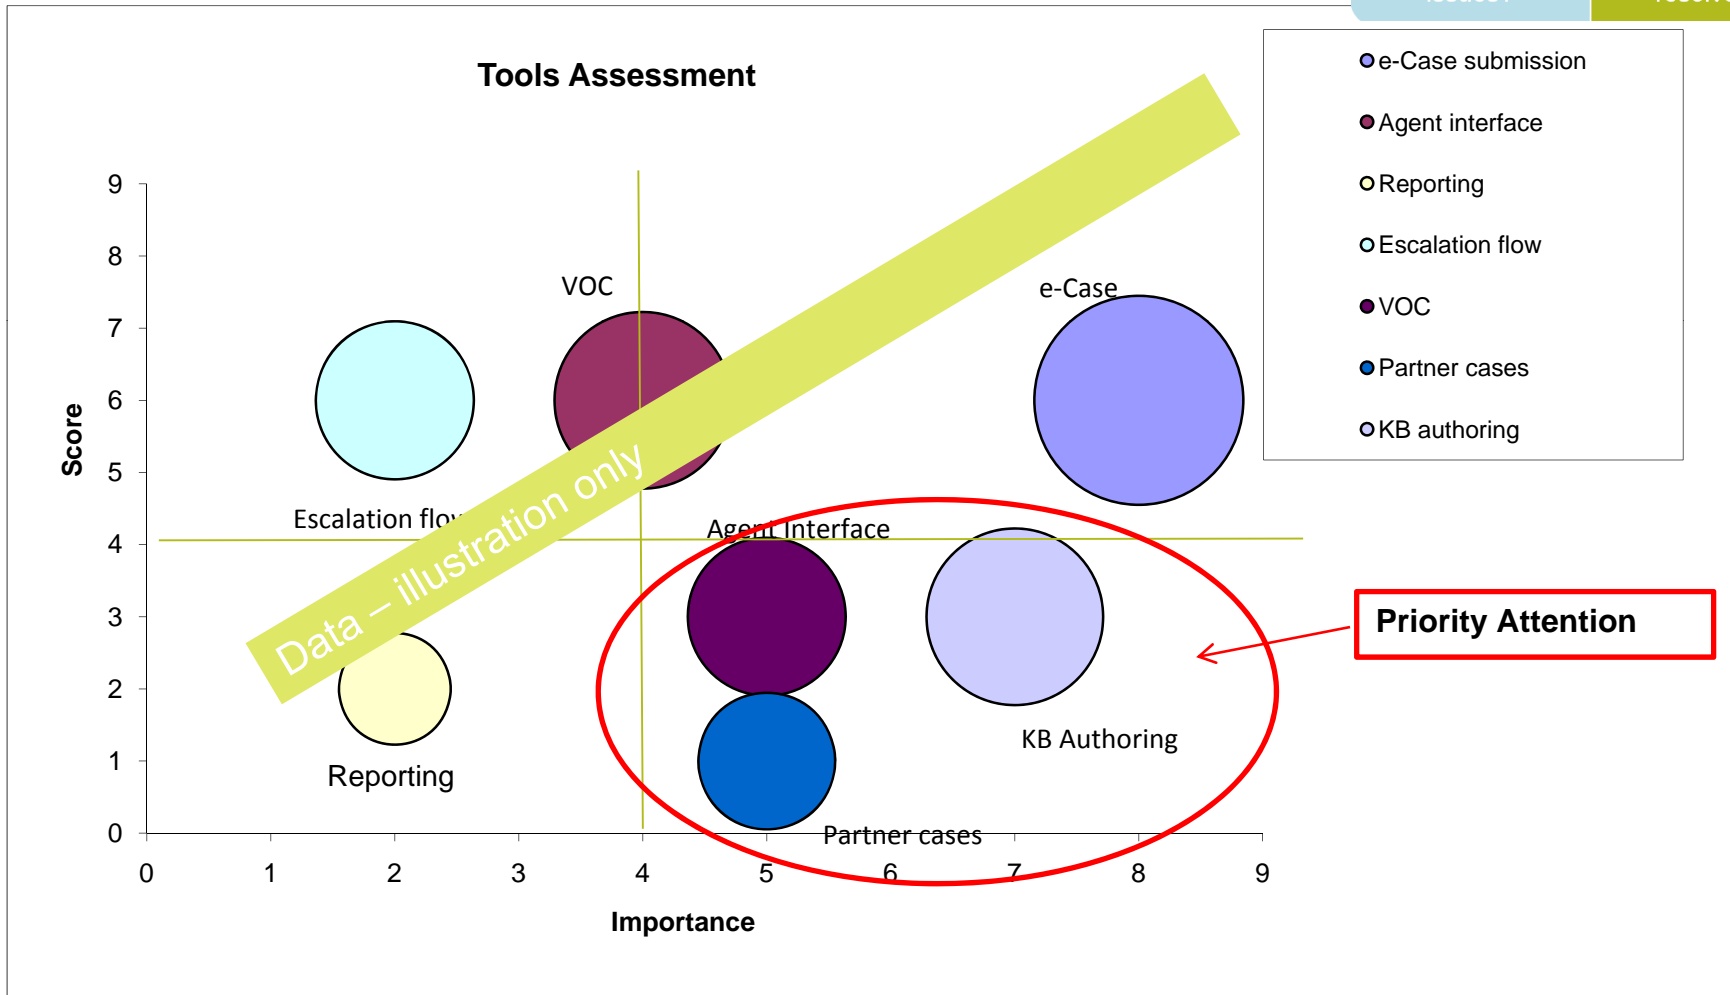 Tools Assessment
e-Case submission
Agent interface
Reporting
Escalation flow
VOC
Partner cases
KB authoring
9
8
7
6
5
4
3
2
1
0
Score
VOC
e-Case
Escalation flow
Data – illustration only
Agent Interface
Priority Attention
KB Authoring
Reporting
Partner cases
0 1 2 3 4 5 6 7 8 9
Importance